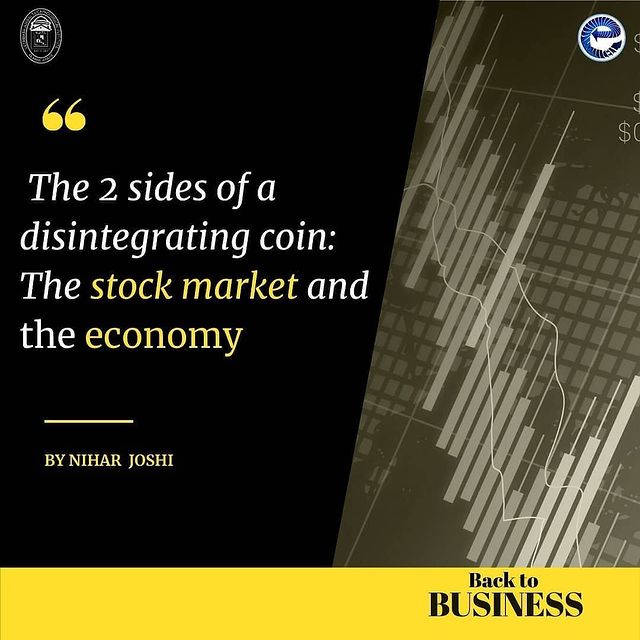 The 2 sides of a
disintegrating coin:
The stock market and
the economy
BY NIHAR JOSHI
Back to
BUSINESS